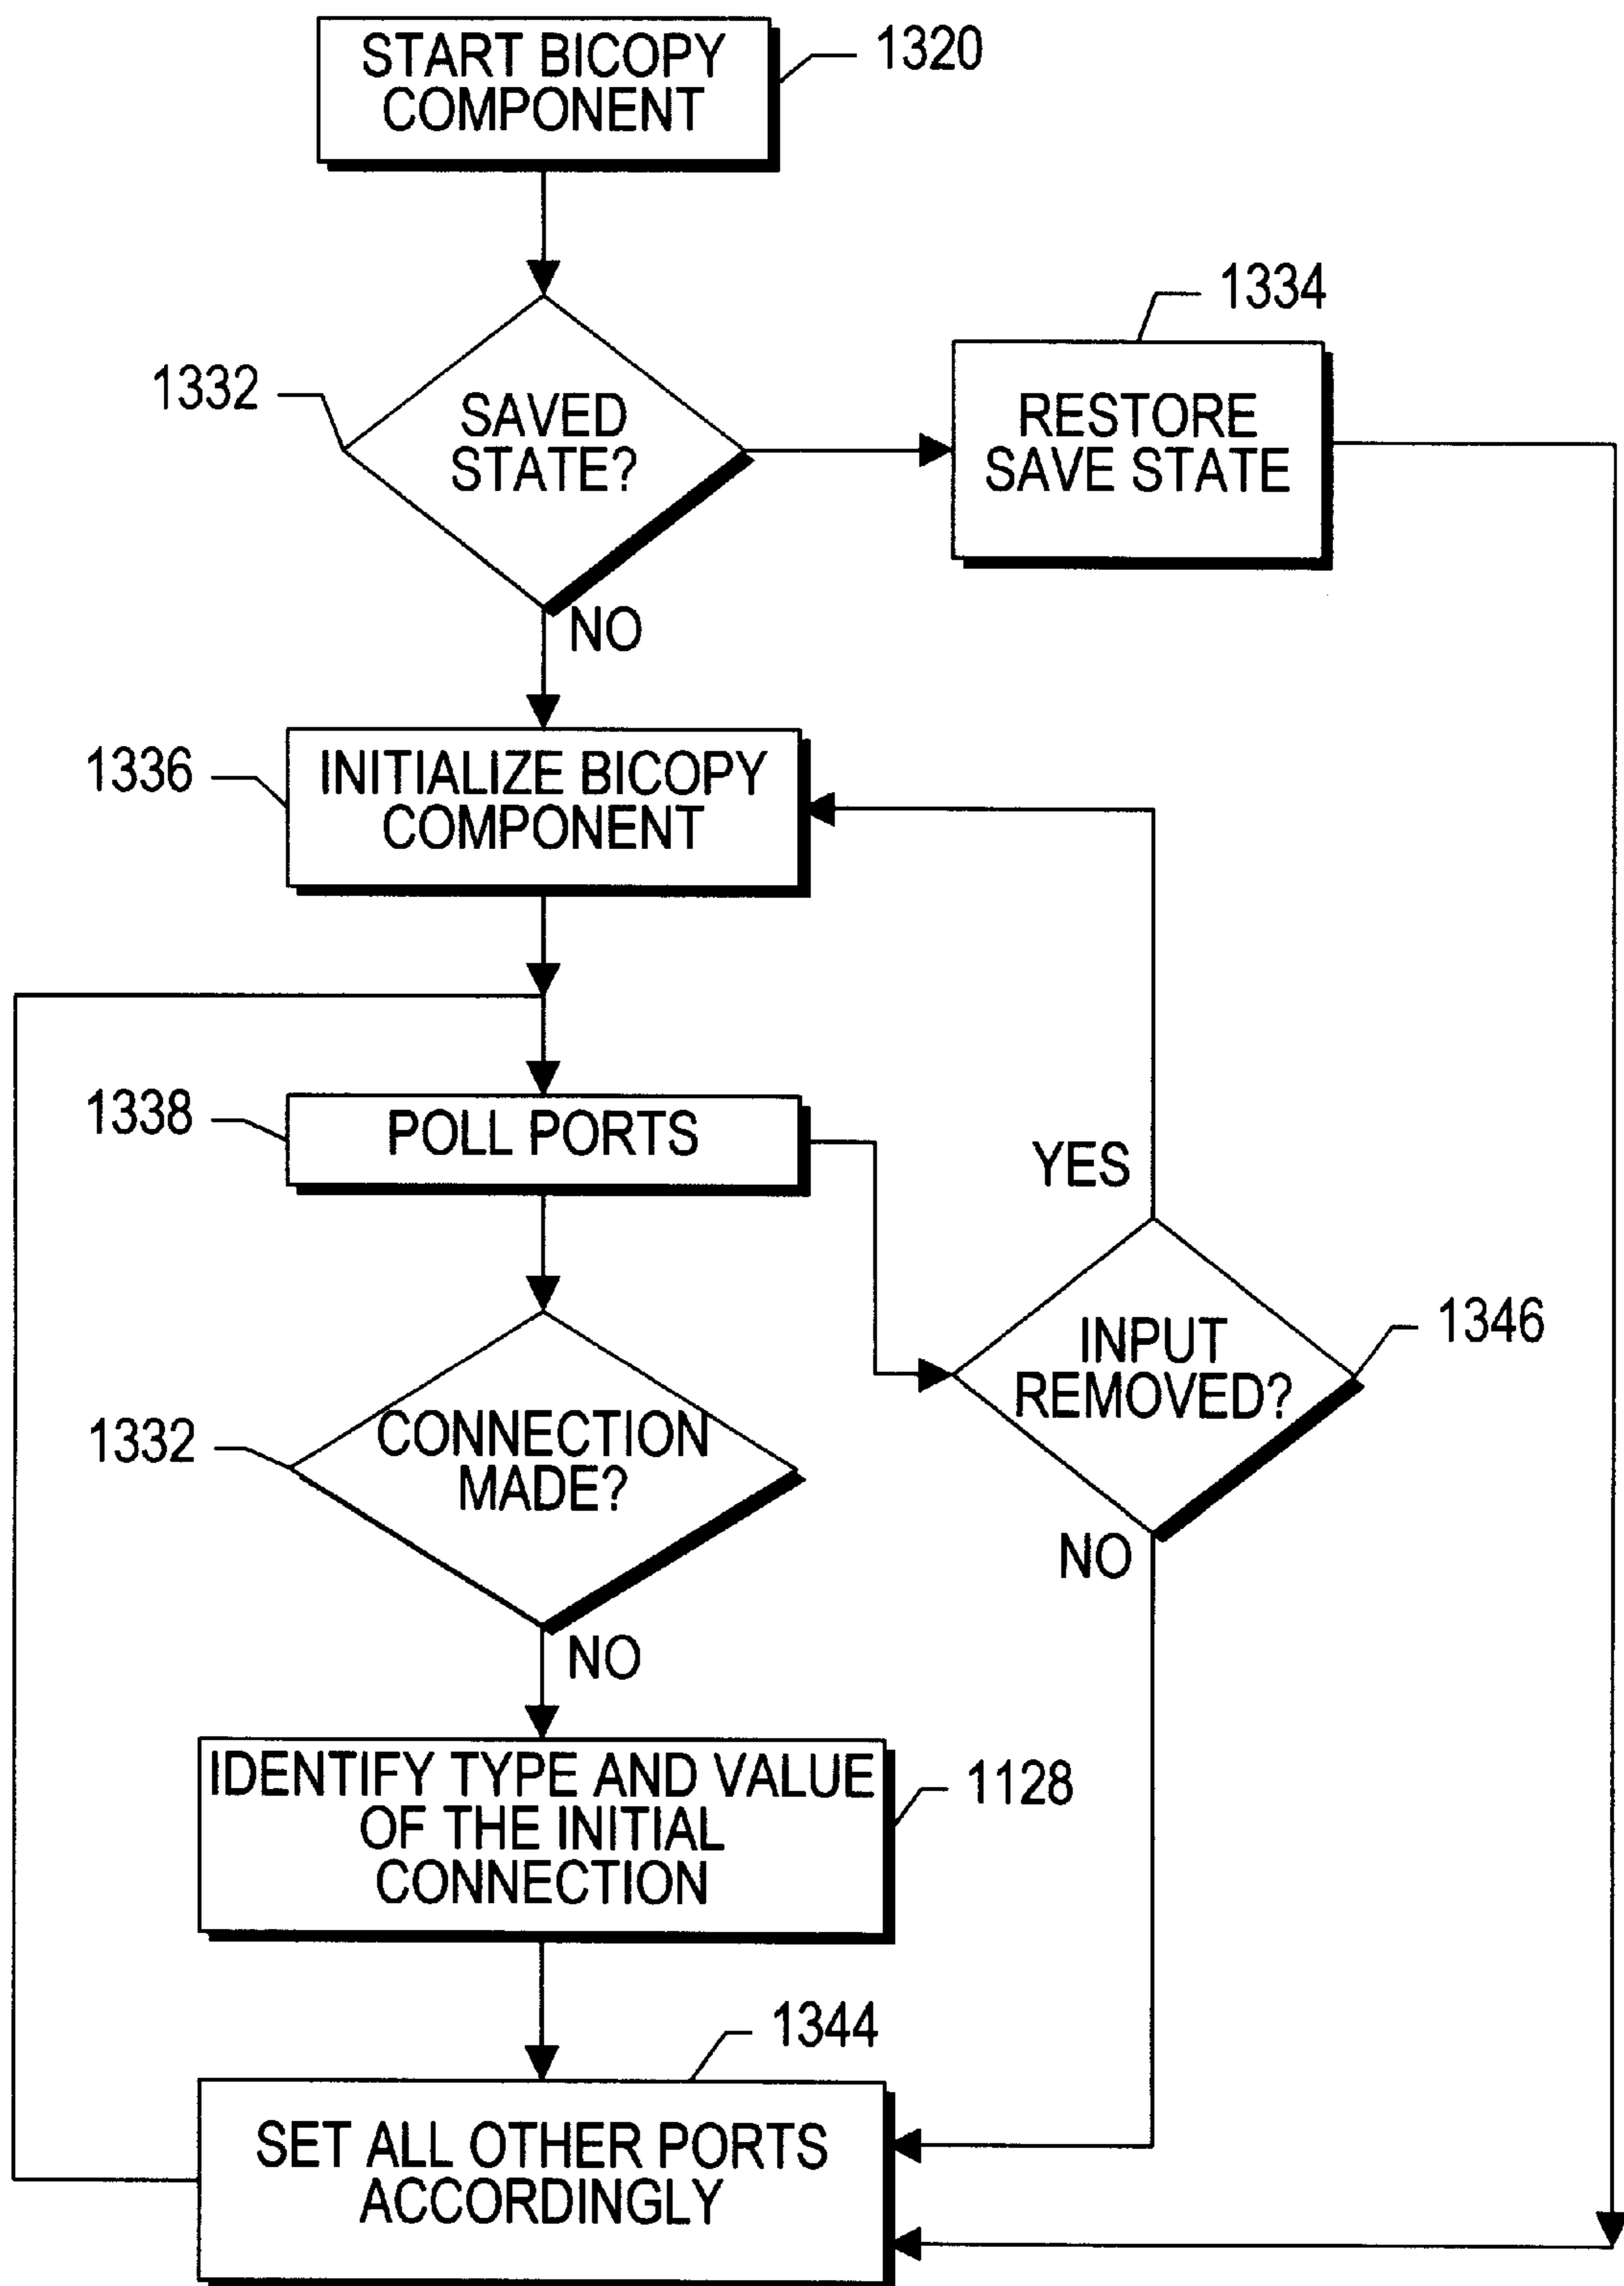 START BICOPY
COMPONENT
1320
1334
1332
SAVED
STATE?
RESTORE
SAVE STATE
NO
1336
INITIALIZE BICOPY
COMPONENT
1338
POLL PORTS
YES
INPUT
REMOVED?
1346
1332
CONNECTION
MADE?
NO
NO
IDENTIFY TYPE AND VALUE
OF THE INITIAL
CONNECTION
1128
1344
SET ALL OTHER PORTS
ACCORDINGLY